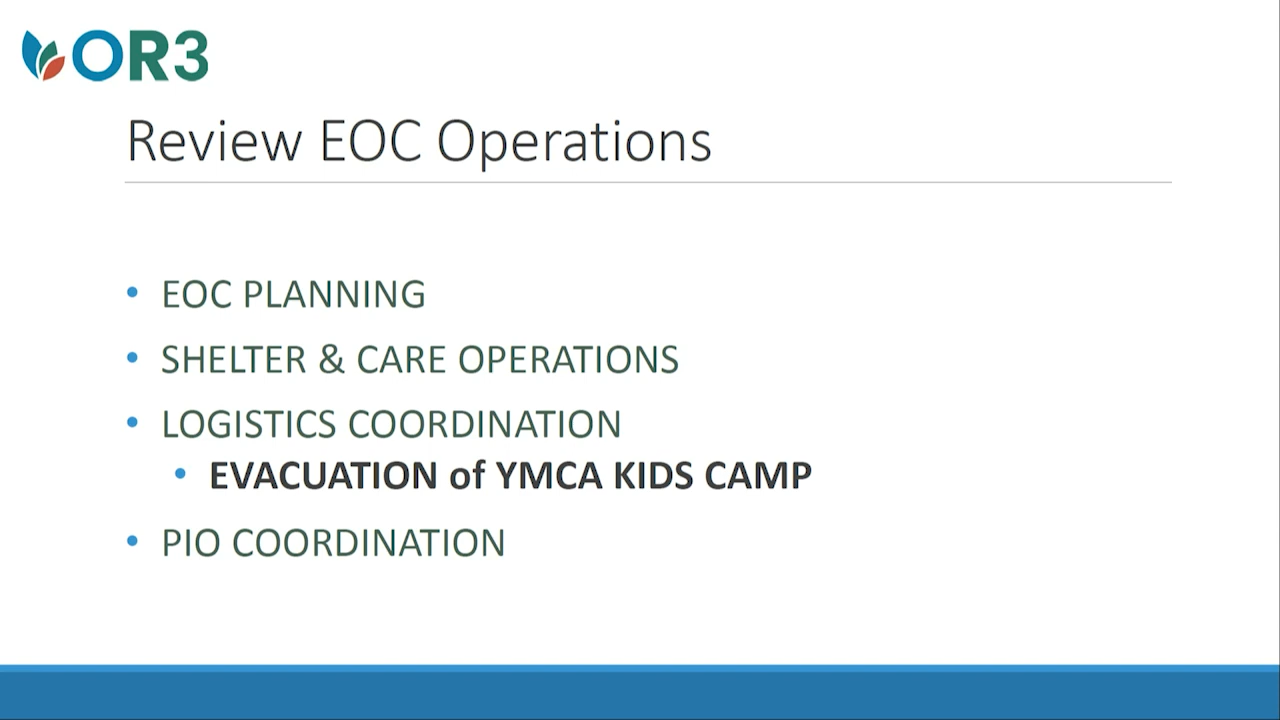 OR3
Review EOC Operations
• EOC PLANNING
• SHELTER & CARE OPERATIONS
• LOGISTICS COORDINATION
• EVACUATION of YMCA KIDS CAMP
• PIO COORDINATION